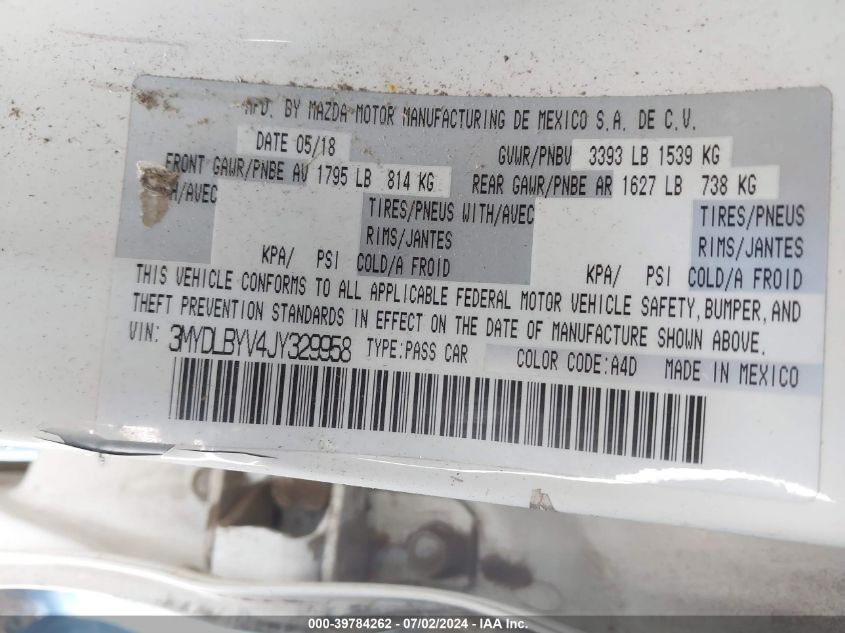 MFD. BY MAZDA MOTOR MANUFACTURING DE MEXICO S.A. DE C.V.
DATE 05/18 GVWR/PNBV 3393 LB 1539 KG
FRONT GAWR/PNBE AV 1795 LB 814 KG REAR GAWR/PNBE AR 1627 LB 738 KG
/AVEC TIRES/PNEUS WITH/AVEC TIRES/PNEUS
RIMS/JANTES RIMS/JANTES
KPA/ PSI COLD/A FROID KPA/ PSI COLD/A FROID
THIS VEHICLE CONFORMS TO ALL APPLICABLE FEDERAL MOTOR VEHICLE SAFETY, BUMPER, AND
THEFT PREVENTION STANDARDS IN EFFECT ON THE DATE OF MANUFACTURE SHOWN ABOVE.
VIN: 3MYDLBYV4JY329958 TYPE:PASS CAR COLOR CODE:A4D MADE IN MEXICO
000-39784262 - 07/02/2024 - IAA Inc.